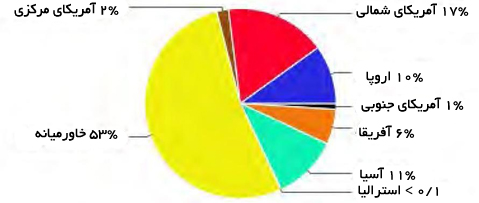 ۲% آمریکای مرکزی
۱۷% آمریکای شمالی
۱۰% اروپا
۱% آمریکای جنوبی
۶% آفریقا
۵۳% خاورمیانه
۱۱% آسیا
۰/۱ > استرالیا